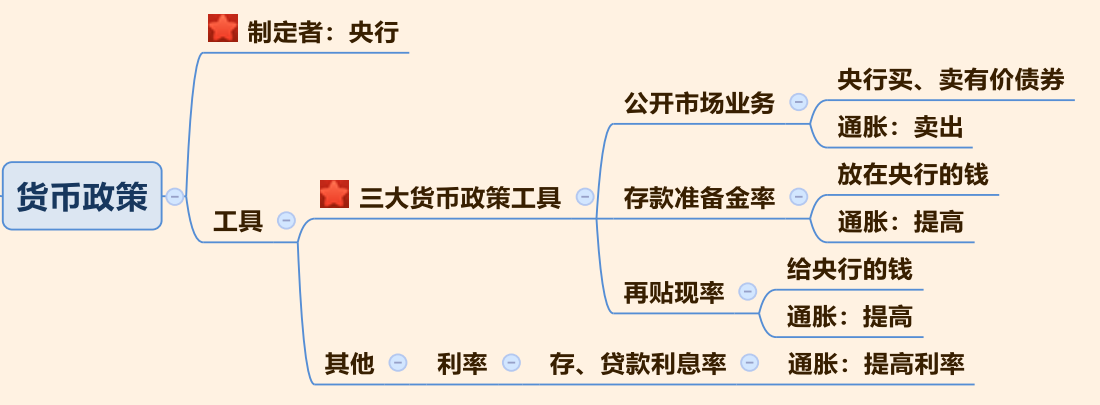 制定者：央行
央行买、卖有价债券
公开市场业务
通胀：卖出
放在央行的钱
货币政策
三大货币政策工具
存款准备金率
工具
通胀：提高
给央行的钱
再贴现率
通胀：提高
其他
利率
存、贷款利息率
通胀：提高利率